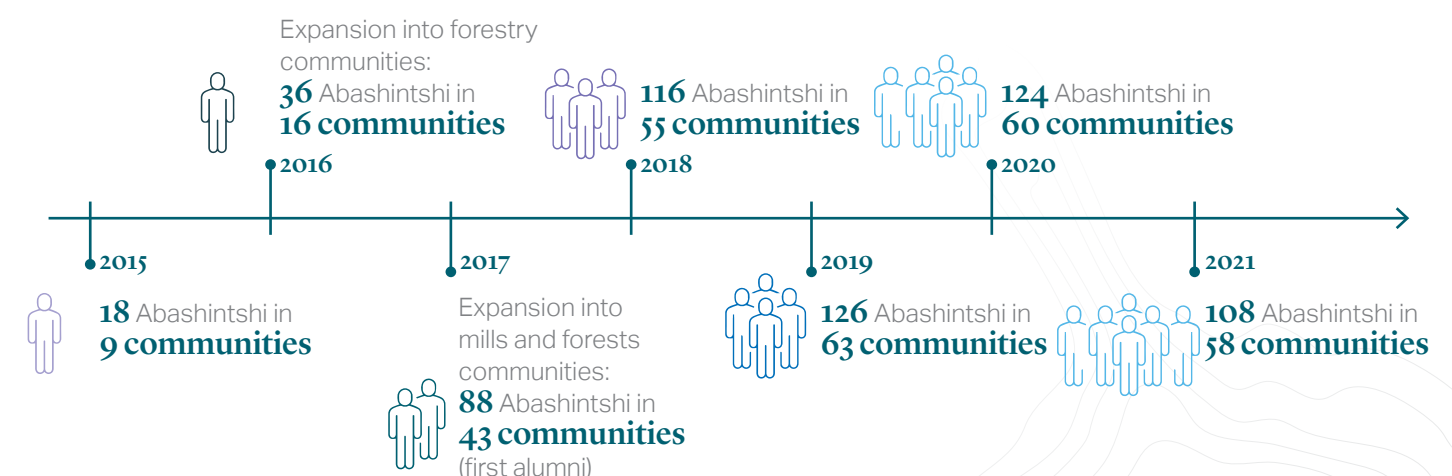 Expansion into forestry
communities:
36 Abashintshi in
16 communities
2016
116 Abashintshi in
55 communities
2018
124 Abashintshi in
60 communities
2020
2015
18 Abashintshi in
9 communities
2017
Expansion into
mills and forests
communities:
88 Abashintshi in
43 communities
(first alumni)
2019
126 Abashintshi in
63 communities
2021
108 Abashintshi in
58 communities